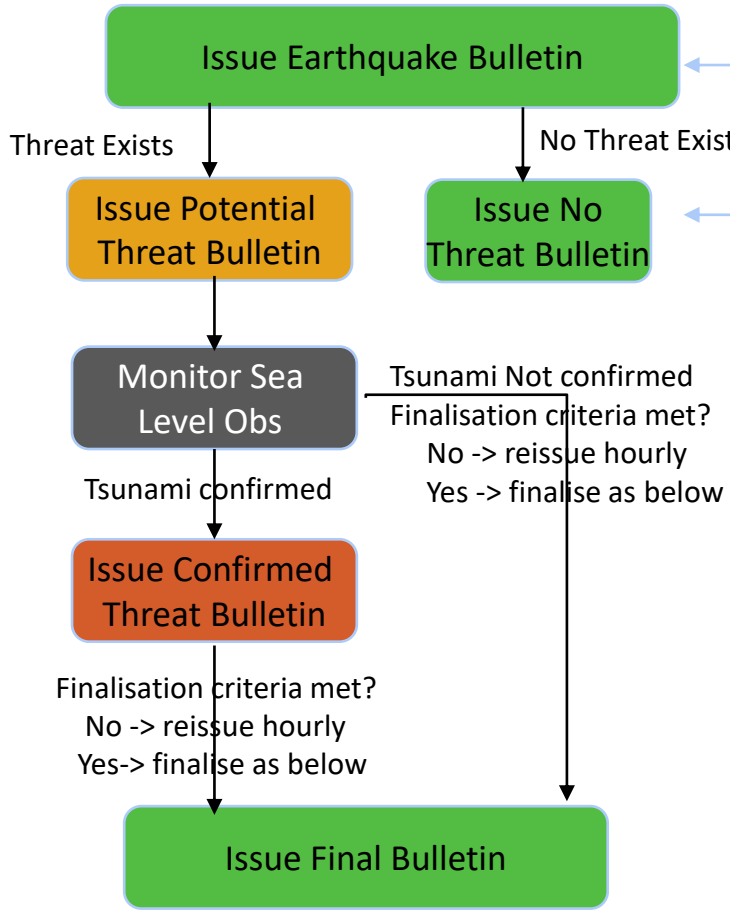 Issue Earthquake Bulletin
Threat Exists
No Threat Exist
Issue Potential
Threat Bulletin
Issue No
Threat Bulletin
Monitor Sea
Level Obs
Tsunami Not confirmed
Finalisation criteria met?
No -> reissue hourly
Yes -> finalise as below
Tsunami confirmed
Issue Confirmed
Threat Bulletin
Finalisation criteria met?
No -> reissue hourly
Yes-> finalise as below
Issue Final Bulletin